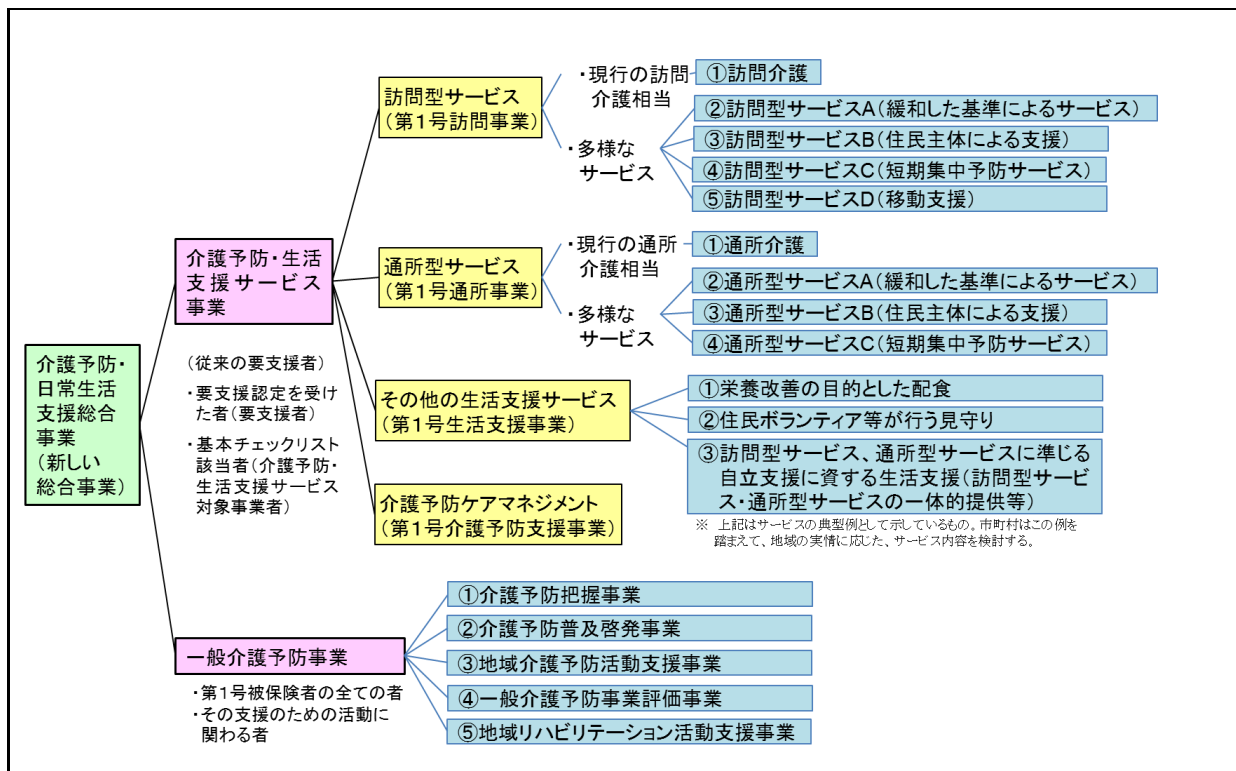 介護予防・
日常生活
支援総合
事業
(新しい
総合事業)
介護予防・生活
支援サービス
事業
(従来の要支援者)
・要支援認定を受け
た者(要支援者)
・基本チェックリスト
該当者(介護予防・
生活支援サービス
対象事業者)
訪問型サービス
(第1号訪問事業)
・現行の訪問
介護相当
①訪問介護
・多様な
サービス
②訪問型サービスA(緩和した基準によるサービス)
③訪問型サービスB(住民主体による支援)
④訪問型サービスC(短期集中予防サービス)
⑤訪問型サービスD(移動支援)
通所型サービス
(第1号通所事業)
・現行の通所
介護相当
①通所介護
・多様な
サービス
②通所型サービスA(緩和した基準によるサービス)
③通所型サービスB(住民主体による支援)
④通所型サービスC(短期集中予防サービス)
その他の生活支援サービス
(第1号生活支援事業)
①栄養改善の目的とした配食
②住民ボランティア等が行う見守り
③訪問型サービス、通所型サービスに準じる
自立支援に資する生活支援(訪問型サービ
ス・通所型サービスの一体的提供等)
介護予防ケアマネジメント
(第1号介護予防支援事業)
※ 上記はサービスの典型例として示しているもの。市町村はこの例を
踏まえて、地域の実情に応じた、サービス内容を検討する。
一般介護予防事業
・第1号被保険者の全ての者
・その支援のための活動に
関わる者
①介護予防把握事業
②介護予防普及啓発事業
③地域介護予防活動支援事業
④一般介護予防事業評価事業
⑤地域リハビリテーション活動支援事業